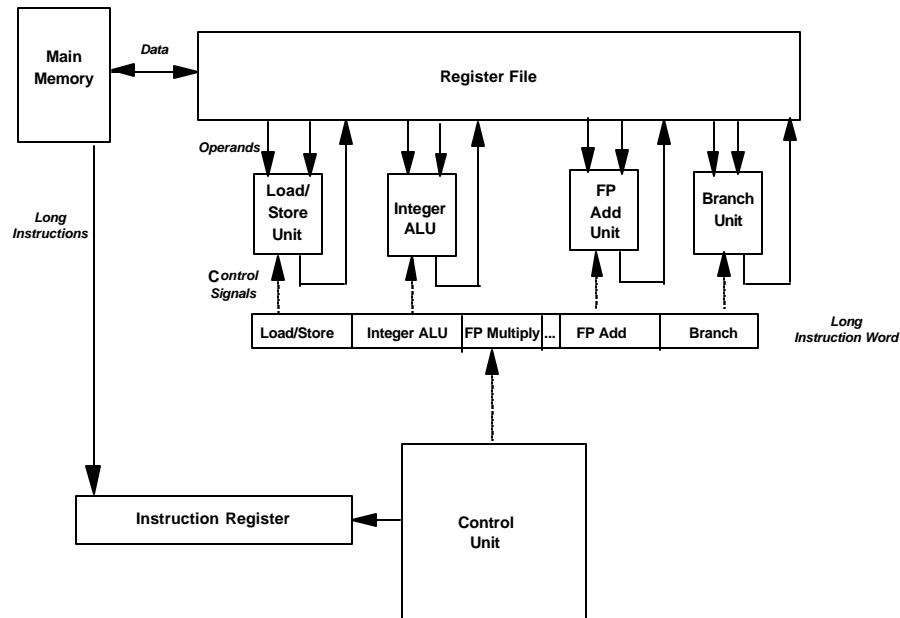 Main
Memory
Data
Register File
Operands
Load/
Store
Unit
Integer
ALU
FP
Add
Unit
Branch
Unit
Long
Instructions
Control
Signals
Load/Store
Integer ALU
FP Multiply
...
FP Add
Branch
Long
Instruction Word
Instruction Register
Control
Unit